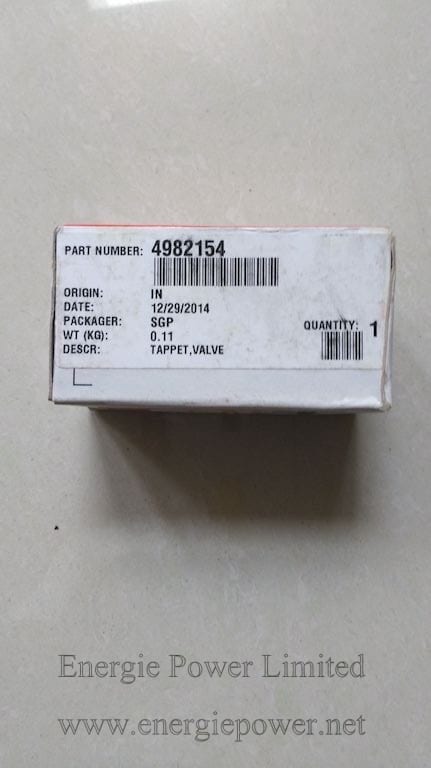 PART NUMBER: 4982154
ORIGIN: IN
DATE: 12/29/2014
PACKAGER: SGP
QUANTITY: 1
WT (KG): 0.11
DESCR: TAPPET,VALVE
Energie Power Limited
www.energiepower.net